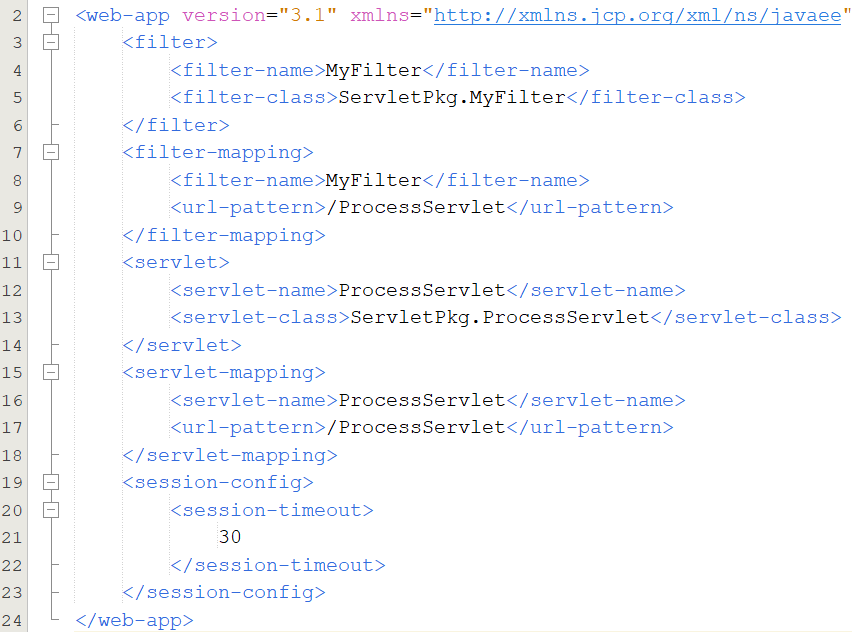 2 <web-app version="3.1" xmlns="http://xmlns.jcp.org/xml/ns/javaee"
3 <filter>
4 <filter-name>MyFilter</filter-name>
5 <filter-class>ServletPkg.MyFilter</filter-class>
6 </filter>
7 <filter-mapping>
8 <filter-name>MyFilter</filter-name>
9 <url-pattern>/ProcessServlet</url-pattern>
10 </filter-mapping>
11 <servlet>
12 <servlet-name>ProcessServlet</servlet-name>
13 <servlet-class>ServletPkg.ProcessServlet</servlet-class>
14 </servlet>
15 <servlet-mapping>
16 <servlet-name>ProcessServlet</servlet-name>
17 <url-pattern>/ProcessServlet</url-pattern>
18 </servlet-mapping>
19 <session-config>
20 <session-timeout>
21 30
22 </session-timeout>
23 </session-config>
24 </web-app>